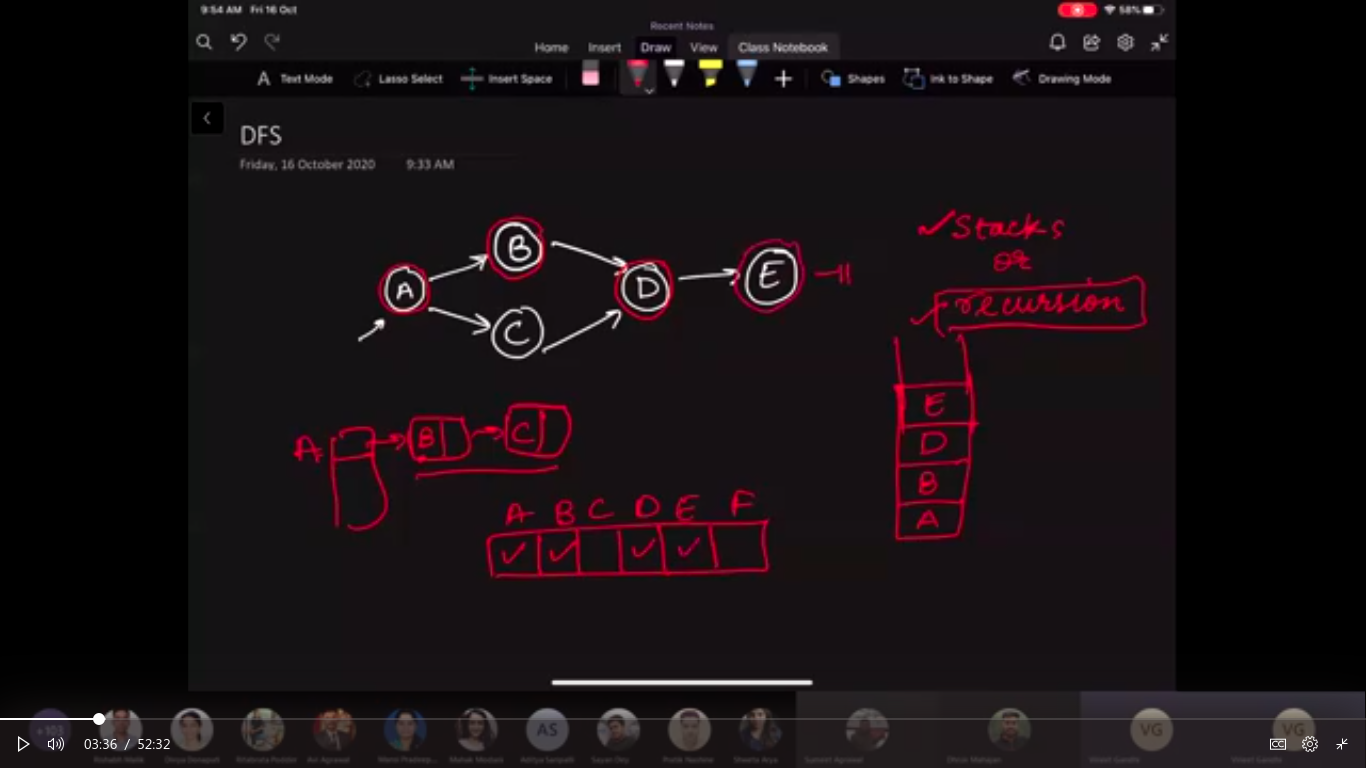 9:54 AM Fri 16 Oct
58%
Recent Notes
Home Insert Draw View Class Notebook
Text Mode Lasso Select Insert Space Shapes Ink to Shape Drawing Mode
DFS
Friday, 16 October 2020 9:33 AM
A
B
C
D
E
Stacks
or
recursion
A
B
C
A B C D E F
E
D
B
A
AS
VG
VG
03:36 / 52:32
CC